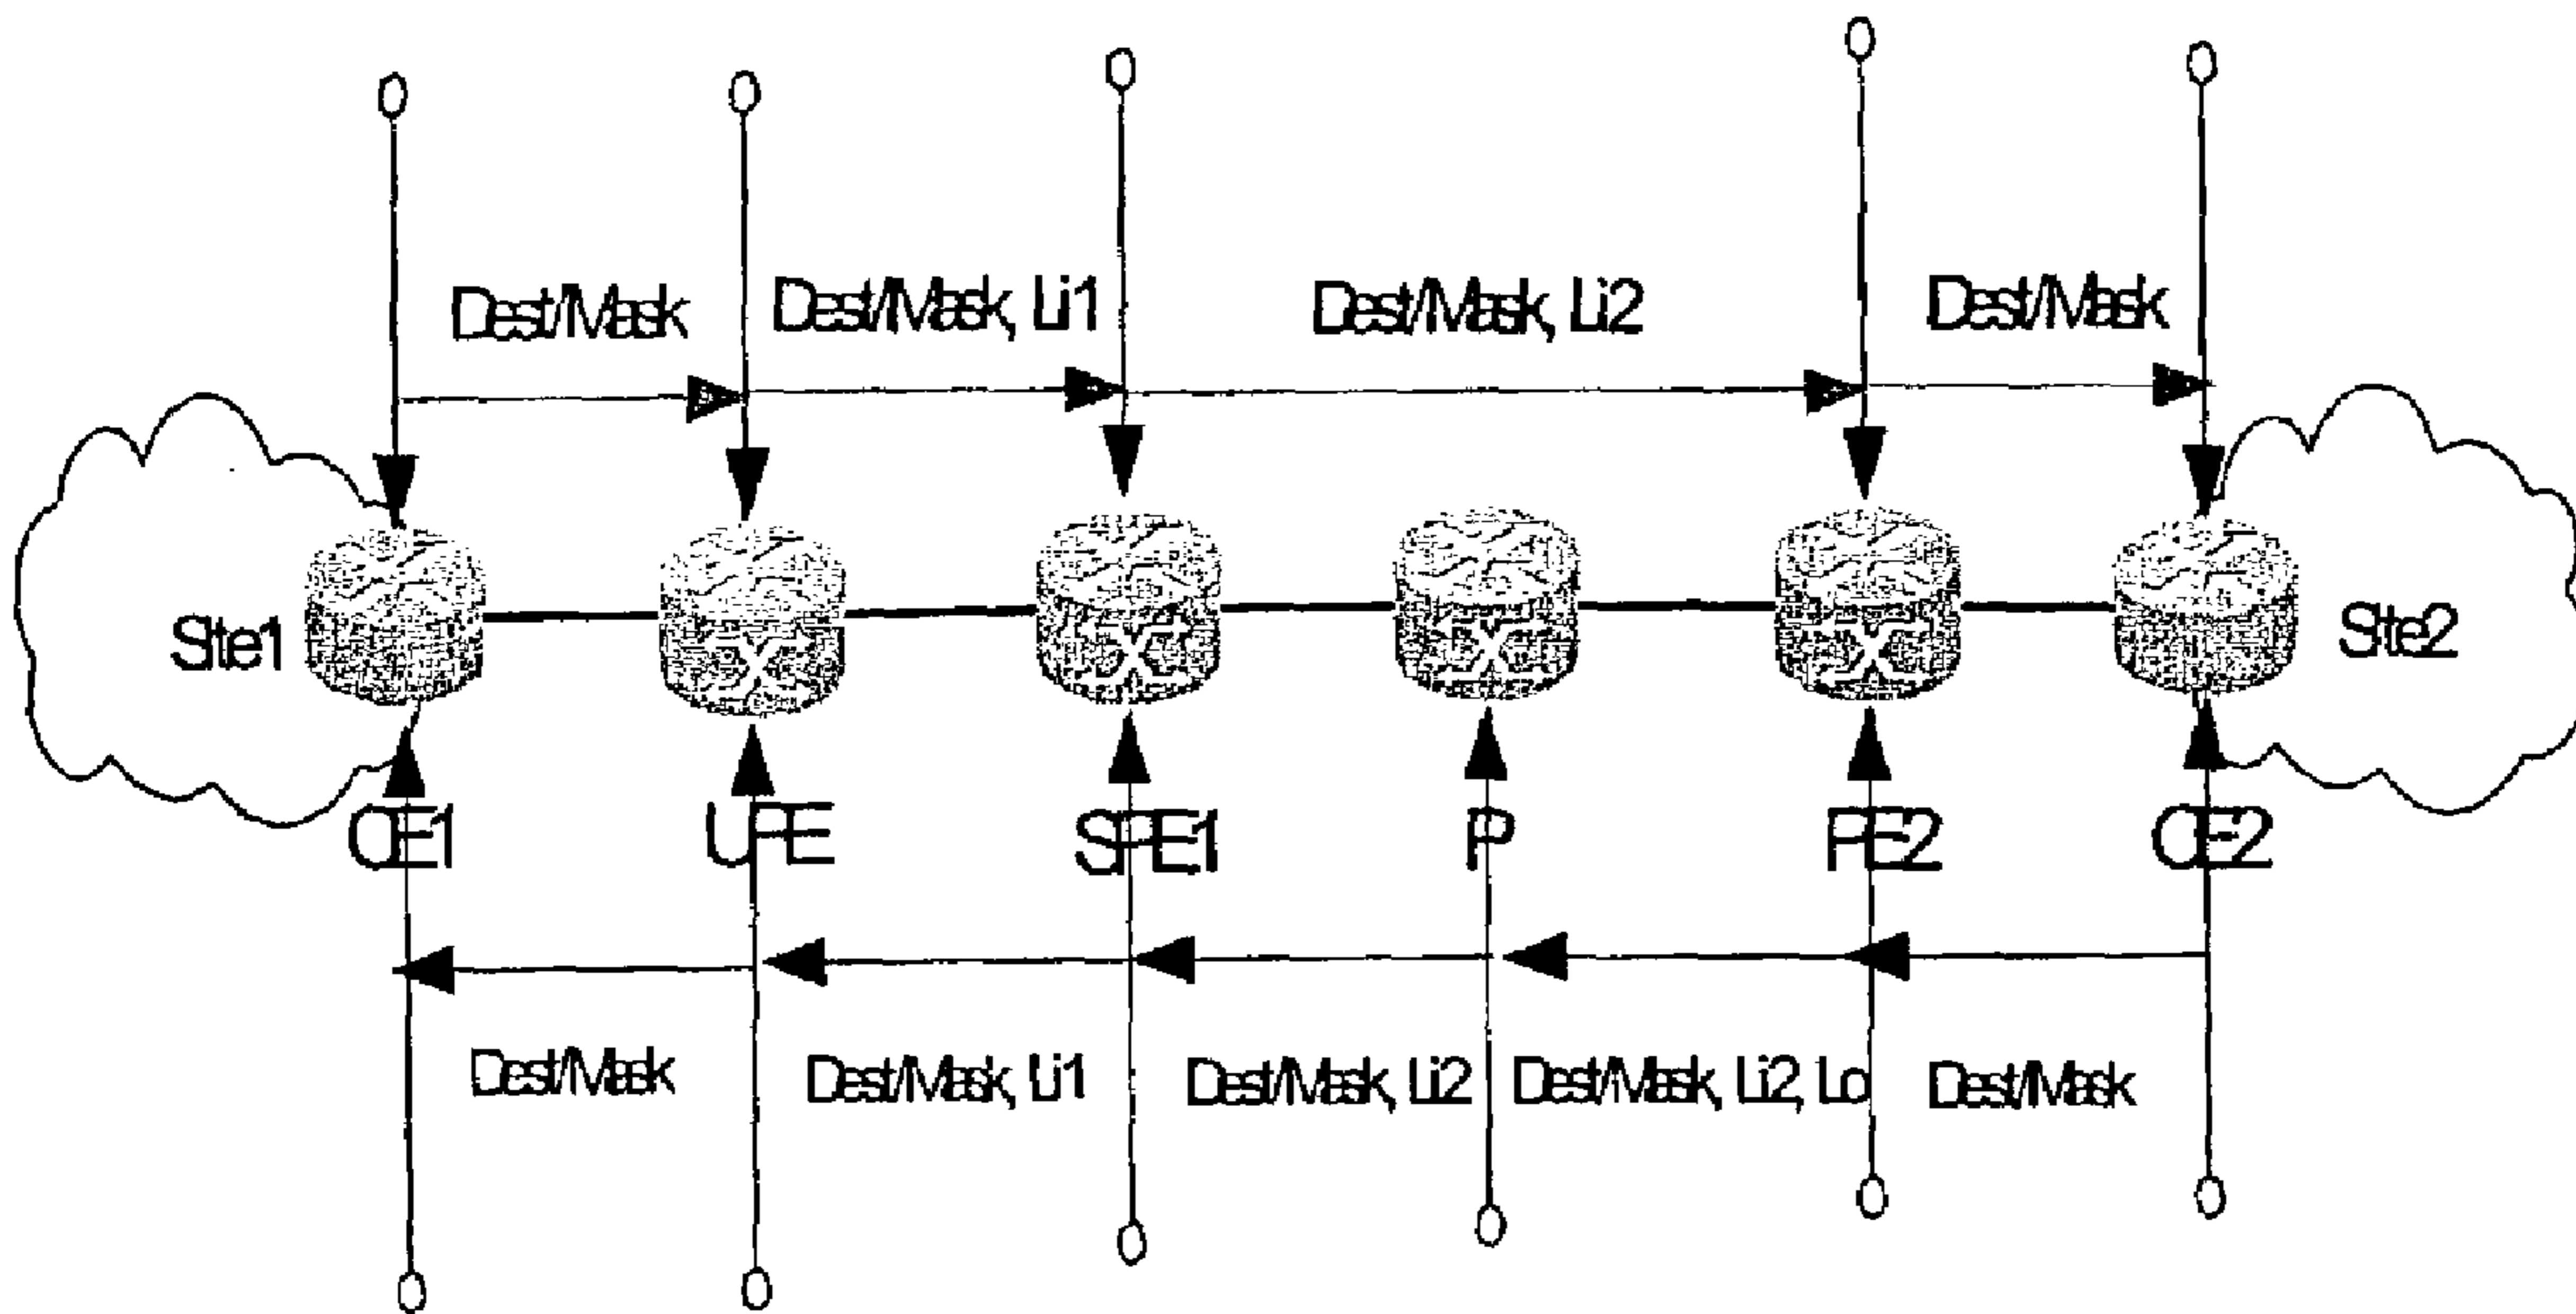 Dest/Mask
Dest/Mask, Li1
Dest/Mask, Li2
Dest/Mask
Site1
Site2
CE1
UPE
SPE1
P
PE2
CE2
Dest/Mask
Dest/Mask, Li1
Dest/Mask, Li2
Dest/Mask, Li2, Lo
Dest/Mask